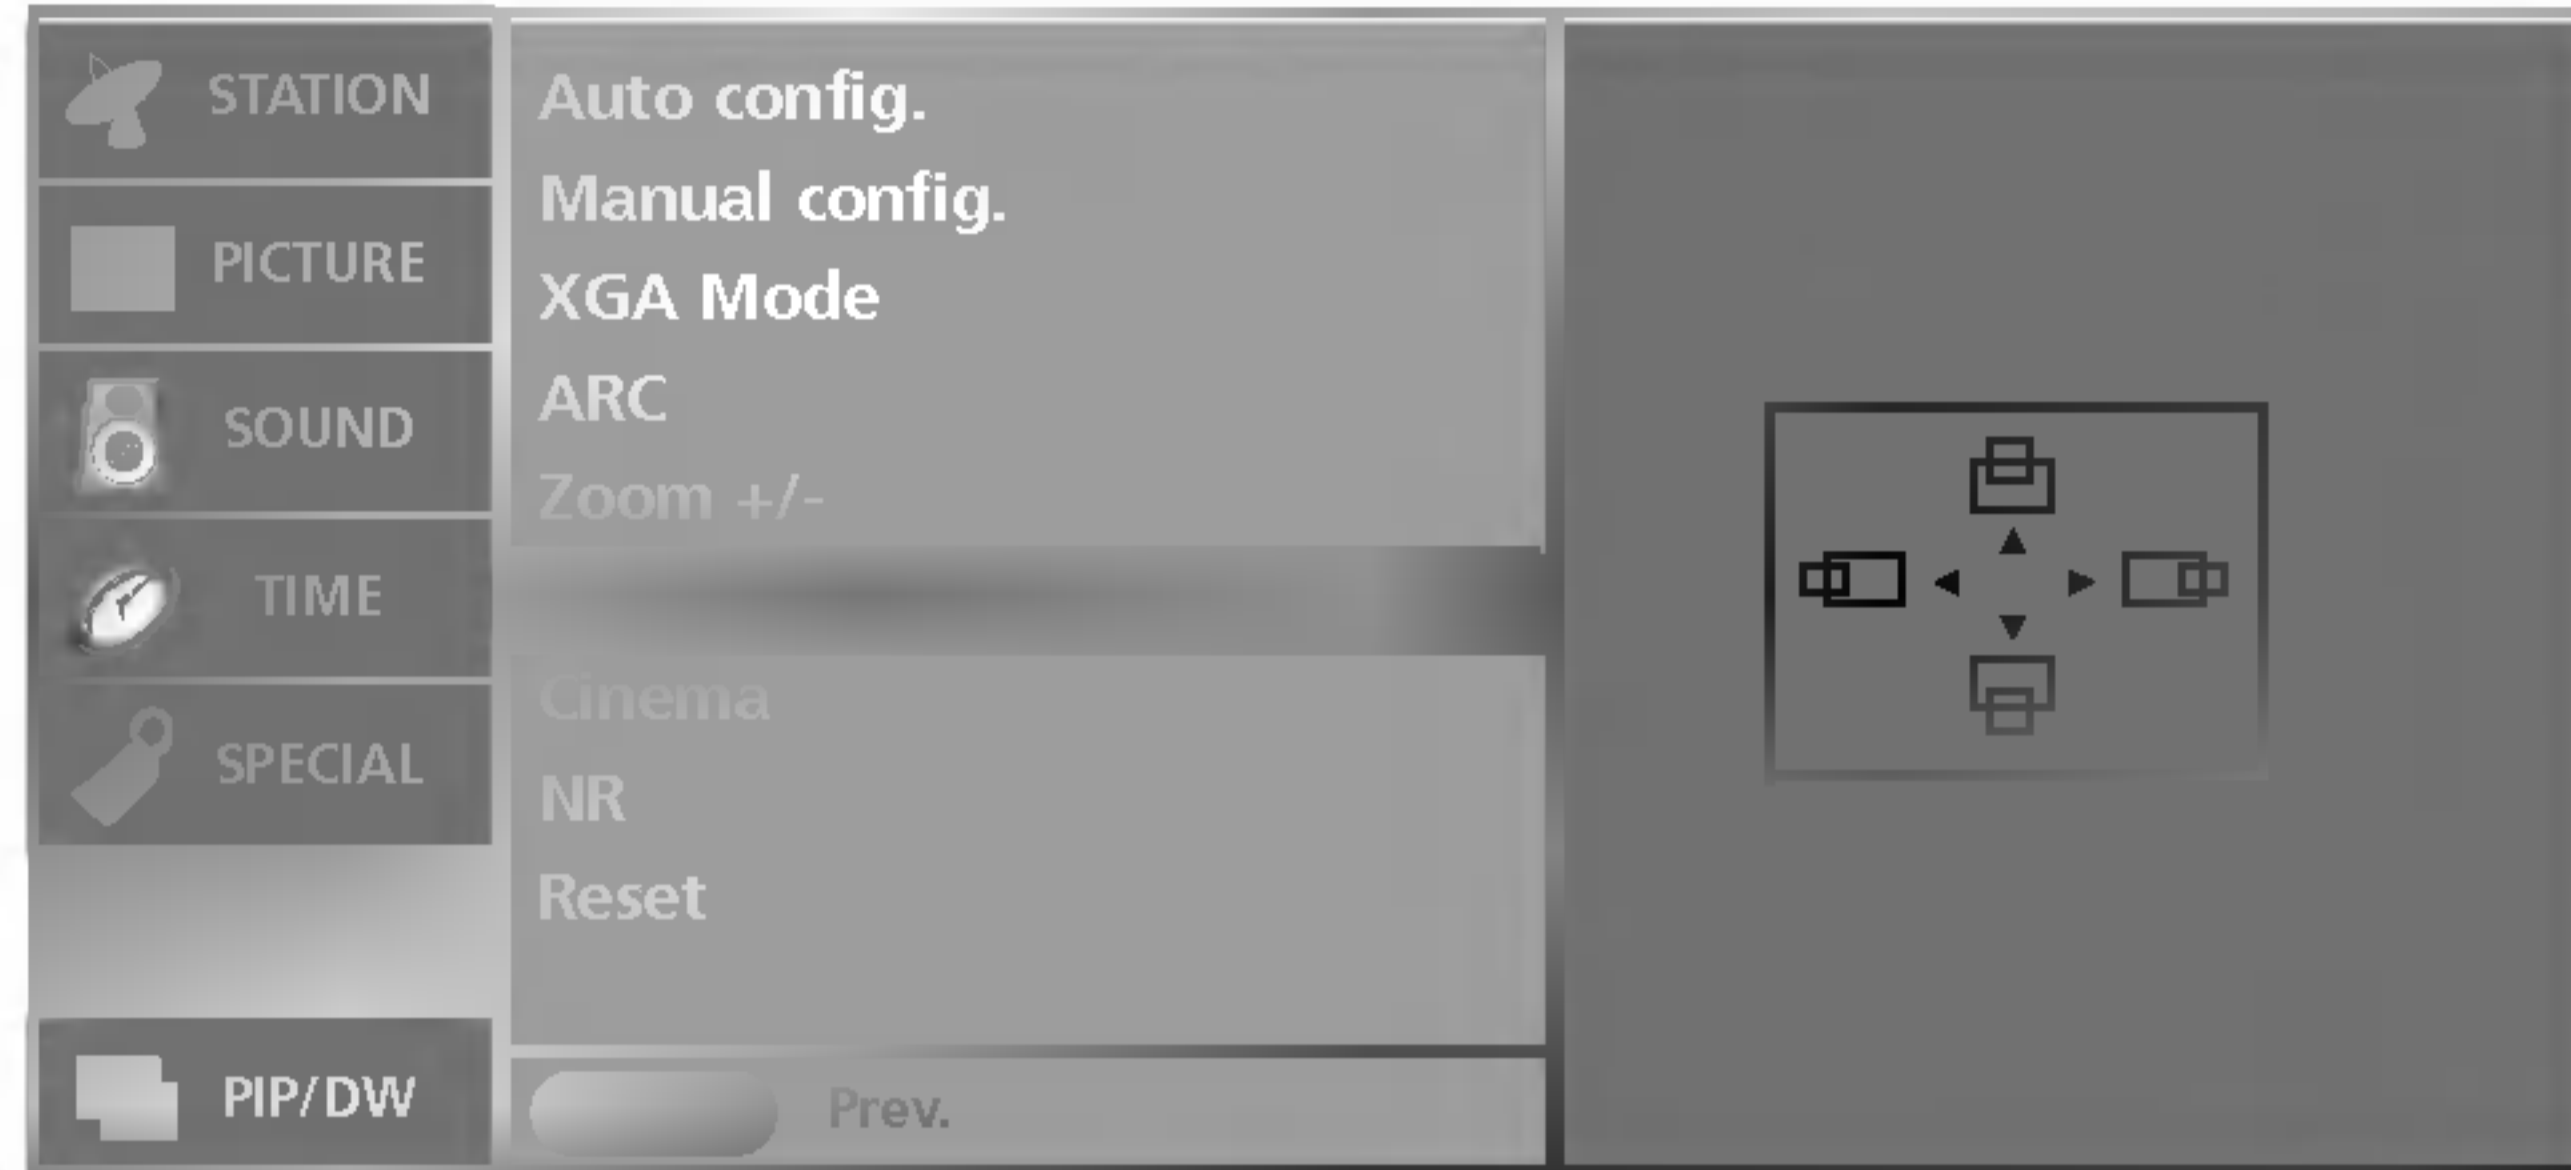 STATION
PICTURE
SOUND
TIME
SPECIAL
PIP/DW
Auto config.
Manual config.
XGA Mode
ARC
Zoom +/-
Cinema
NR
Reset
Prev.